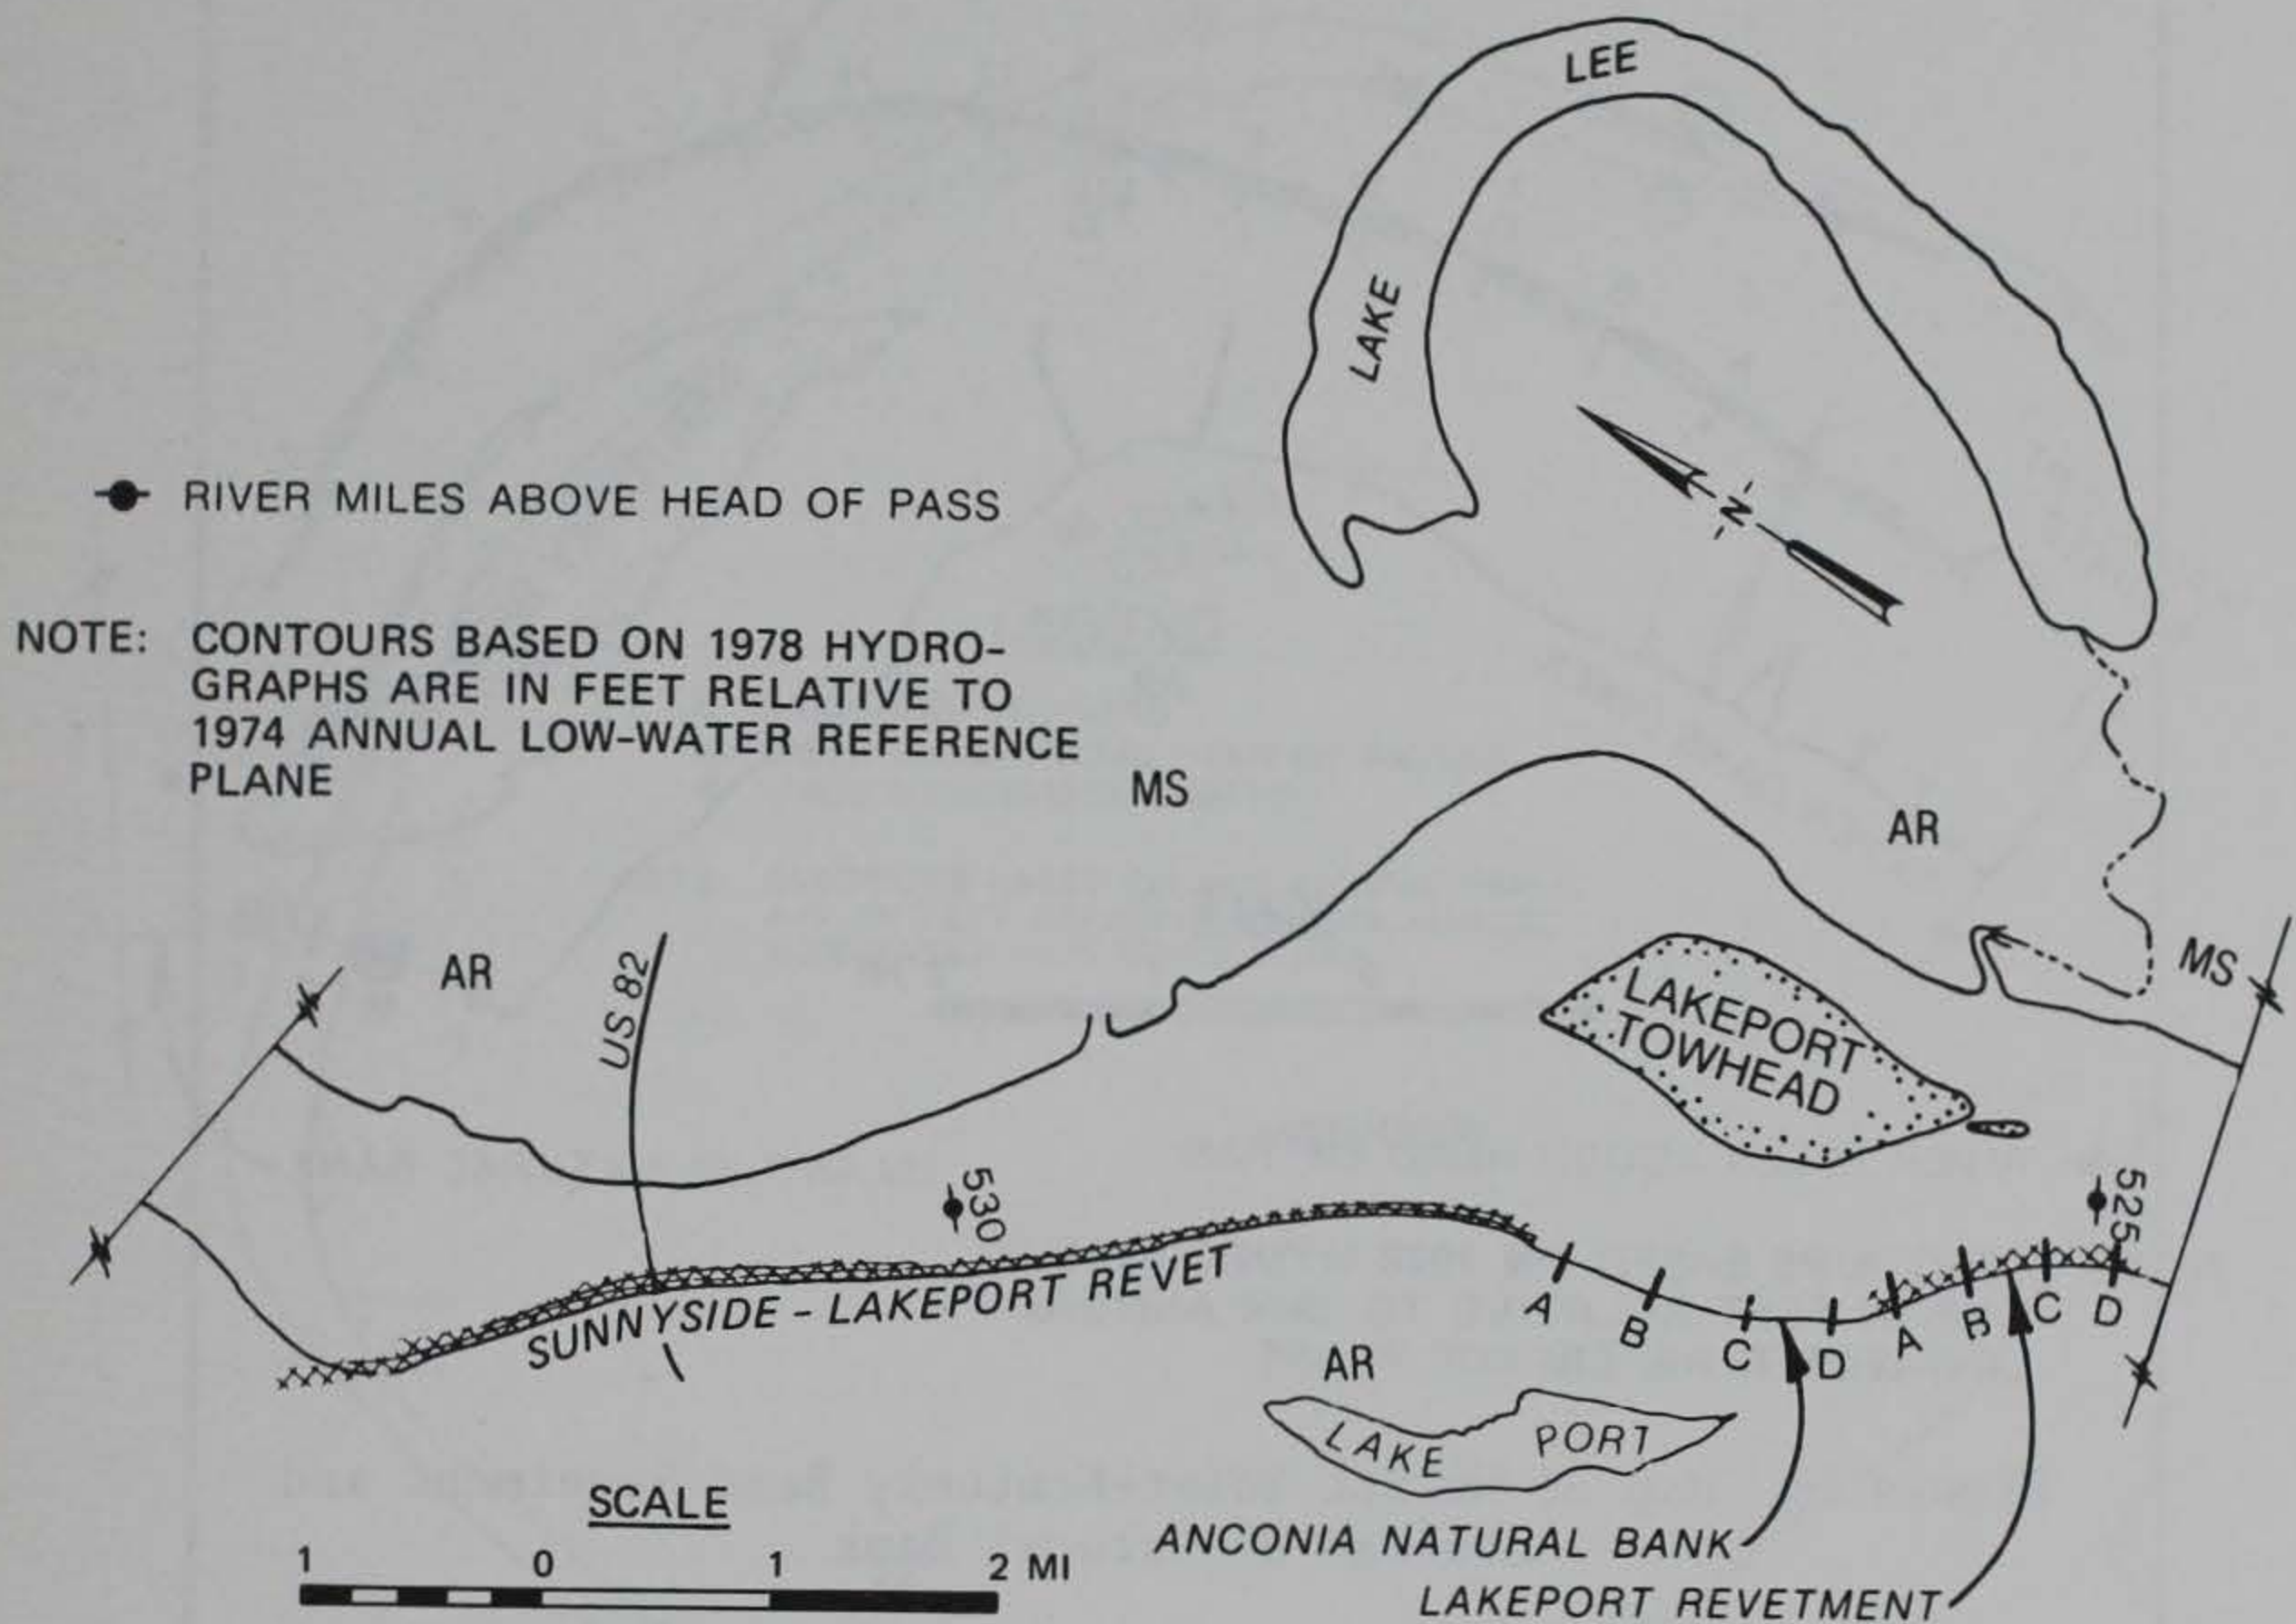 LEE
LAKE
N
RIVER MILES ABOVE HEAD OF PASS
NOTE: CONTOURS BASED ON 1978 HYDRO-
GRAPHS ARE IN FEET RELATIVE TO
1974 ANNUAL LOW-WATER REFERENCE
PLANE
MS
AR
AR
US 82
MS
LAKEPORT
TOWHEAD
530
525
SUNNYSIDE - LAKEPORT REVET
A
B
C
D
A
B
C
D
AR
LAKE PORT
SCALE
1 0 1 2 MI
ANCONIA NATURAL BANK
LAKEPORT REVETMENT